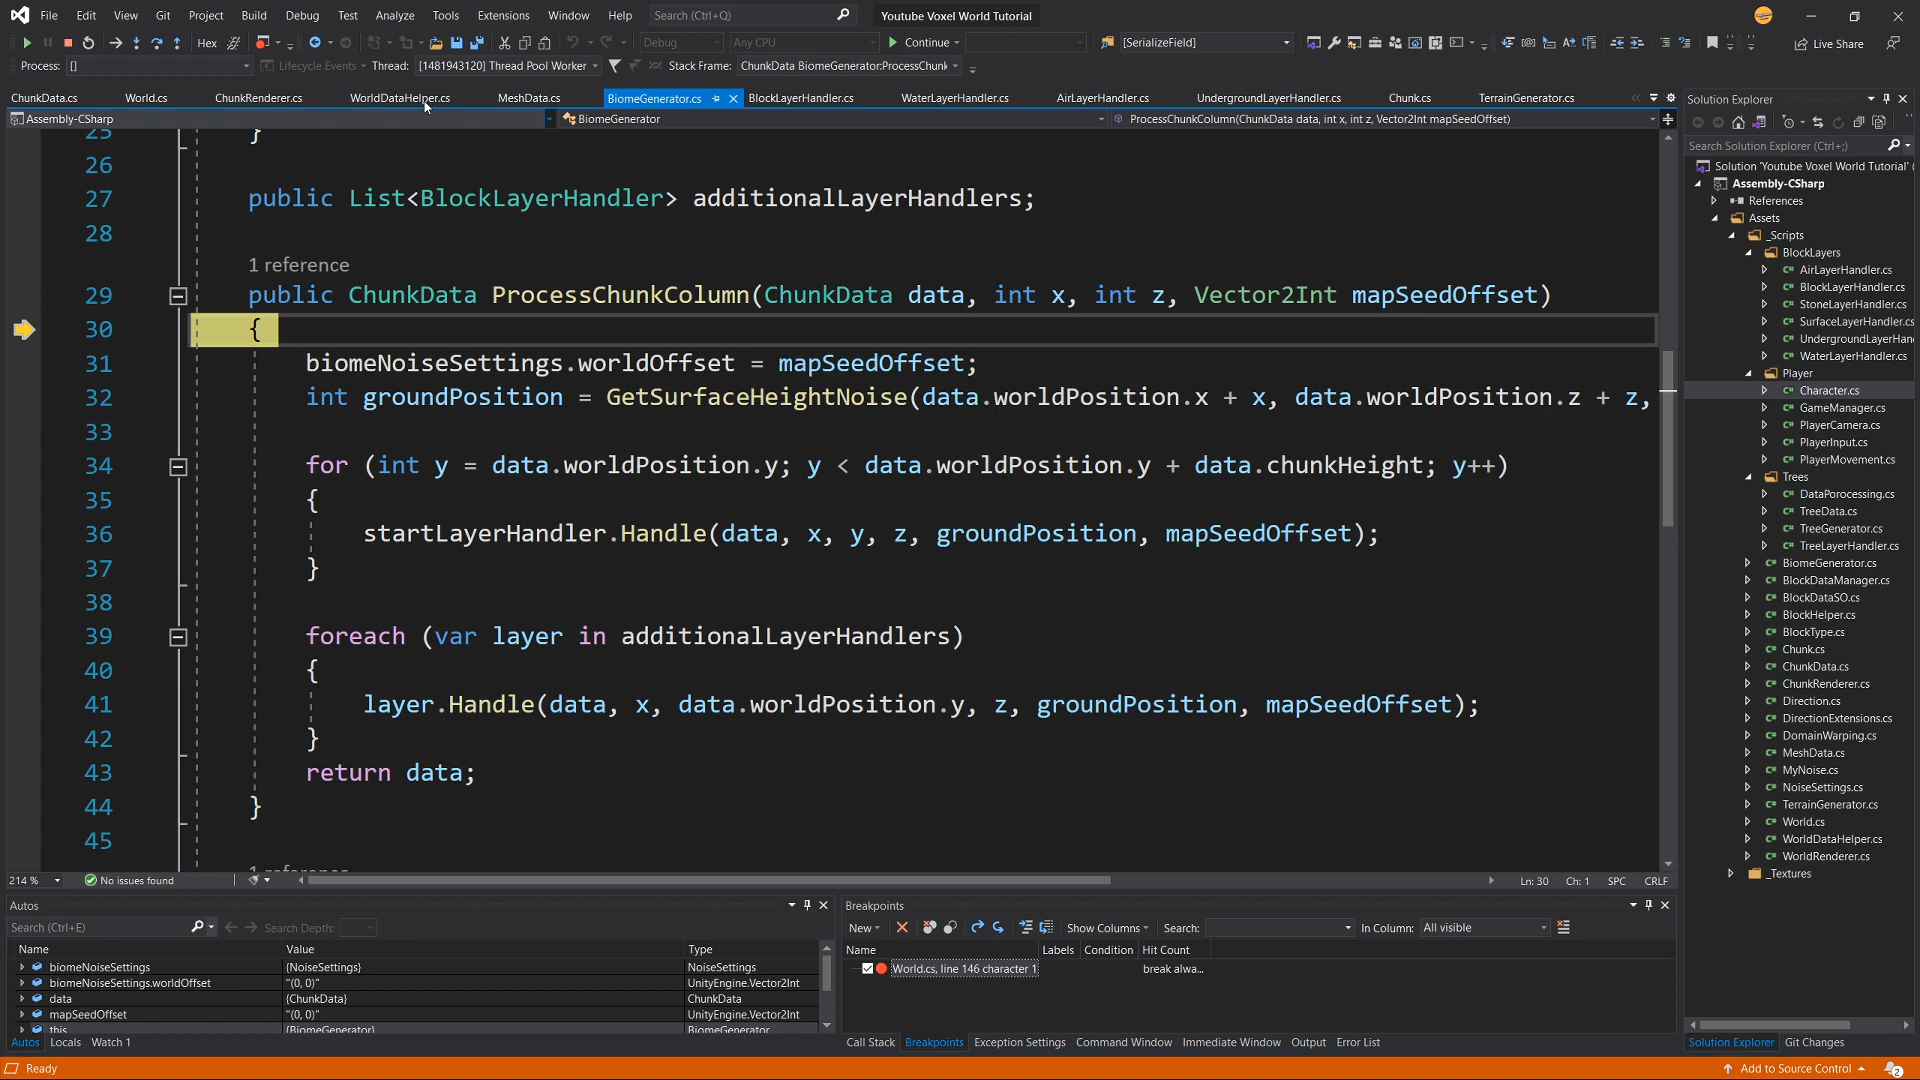 File Edit View Git Project Build Debug Test Analyze Tools Extensions Window Help Search (Ctrl+Q) Youtube Voxel World Tutorial
Hex Debug Any CPU Continue [SerializeField] Live Share
Process: [] Lifecycle Events Thread: [1481943120] Thread Pool Worker Stack Frame: ChunkData BiomeGenerator:ProcessChunk
ChunkData.cs World.cs ChunkRenderer.cs WorldDataHelper.cs MeshData.cs BiomeGenerator.cs BlockLayerHandler.cs WaterLayerHandler.cs AirLayerHandler.cs UndergroundLayerHandler.cs Chunk.cs TerrainGenerator.cs
Assembly-CSharp BiomeGenerator ProcessChunkColumn(ChunkData data, int x, int z, Vector2Int mapSeedOffset)
25 }
26
27 public List<BlockLayerHandler> additionalLayerHandlers;
28
1 reference
29 public ChunkData ProcessChunkColumn(ChunkData data, int x, int z, Vector2Int mapSeedOffset)
30 {
31 biomeNoiseSettings.worldOffset = mapSeedOffset;
32 int groundPosition = GetSurfaceHeightNoise(data.worldPosition.x + x, data.worldPosition.z + z,
33
34 for (int y = data.worldPosition.y; y < data.worldPosition.y + data.chunkHeight; y++)
35 {
36 startLayerHandler.Handle(data, x, y, z, groundPosition, mapSeedOffset);
37 }
38
39 foreach (var layer in additionalLayerHandlers)
40 {
41 layer.Handle(data, x, data.worldPosition.y, z, groundPosition, mapSeedOffset);
42 }
43 return data;
44 }
45
214 % No issues found Ln: 30 Ch: 1 SPC CRLF
Autos
Search (Ctrl+E) Search Depth:
Name Value Type
biomeNoiseSettings {NoiseSettings} NoiseSettings
biomeNoiseSettings.worldOffset "(0, 0)" UnityEngine.Vector2Int
data {ChunkData} ChunkData
mapSeedOffset "(0, 0)" UnityEngine.Vector2Int
this {BiomeGenerator} BiomeGenerator
Autos Locals Watch 1
Breakpoints
New Show Columns Search: In Column: All visible
Name Labels Condition Hit Count
World.cs, line 146 character 1 break alwa...
Call Stack Breakpoints Exception Settings Command Window Immediate Window Output Error List
Solution Explorer
Search Solution Explorer (Ctrl+;)
Solution 'Youtube Voxel World Tutorial' (
Assembly-CSharp
References
Assets
_Scripts
BlockLayers
AirLayerHandler.cs
BlockLayerHandler.cs
StoneLayerHandler.cs
SurfaceLayerHandler.cs
UndergroundLayerHan
WaterLayerHandler.cs
Player
Character.cs
GameManager.cs
PlayerCamera.cs
PlayerInput.cs
PlayerMovement.cs
Trees
DataPorocessing.cs
TreeData.cs
TreeGenerator.cs
TreeLayerHandler.cs
BiomeGenerator.cs
BlockDataManager.cs
BlockDataSO.cs
BlockHelper.cs
BlockType.cs
Chunk.cs
ChunkData.cs
ChunkRenderer.cs
Direction.cs
DirectionExtensions.cs
DomainWarping.cs
MeshData.cs
MyNoise.cs
NoiseSettings.cs
TerrainGenerator.cs
World.cs
WorldDataHelper.cs
WorldRenderer.cs
_Textures
Solution Explorer Git Changes
Ready Add to Source Control 2